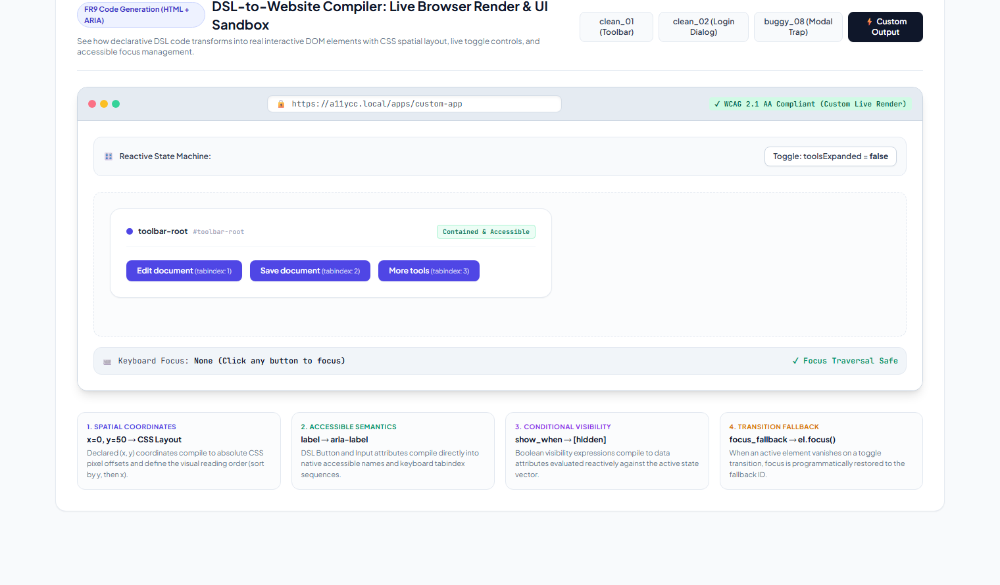 FR9 Code Generation (HTML +
ARIA)
DSL-to-Website Compiler: Live Browser Render & UI
Sandbox
See how declarative DSL code transforms into real interactive DOM elements with CSS spatial layout, live toggle controls, and
accessible focus management.
clean_01
(Toolbar)
clean_02 (Login
Dialog)
buggy_08 (Modal
Trap)
⚡ Custom
Output
https://a11ycc.local/apps/custom-app
✓ WCAG 2.1 AA Compliant (Custom Live Render)
Reactive State Machine:
Toggle: toolsExpanded = false
toolbar-root #toolbar-root
Contained & Accessible
Edit document (tabindex: 1)
Save document (tabindex: 2)
More tools (tabindex: 3)
Keyboard Focus: None (Click any button to focus)
✓ Focus Traversal Safe
1. SPATIAL COORDINATES
x=0, y=50 → CSS Layout
Declared (x, y) coordinates compile to absolute CSS
pixel offsets and define the visual reading order (sort
by y, then x).
2. ACCESSIBLE SEMANTICS
label → aria-label
DSL Button and Input attributes compile directly into
native accessible names and keyboard tabindex
sequences.
3. CONDITIONAL VISIBILITY
show_when → [hidden]
Boolean visibility expressions compile to data
attributes evaluated reactively against the active state
vector.
4. TRANSITION FALLBACK
focus_fallback → el.focus()
When an active element vanishes on a toggle
transition, focus is programmatically restored to the
fallback ID.